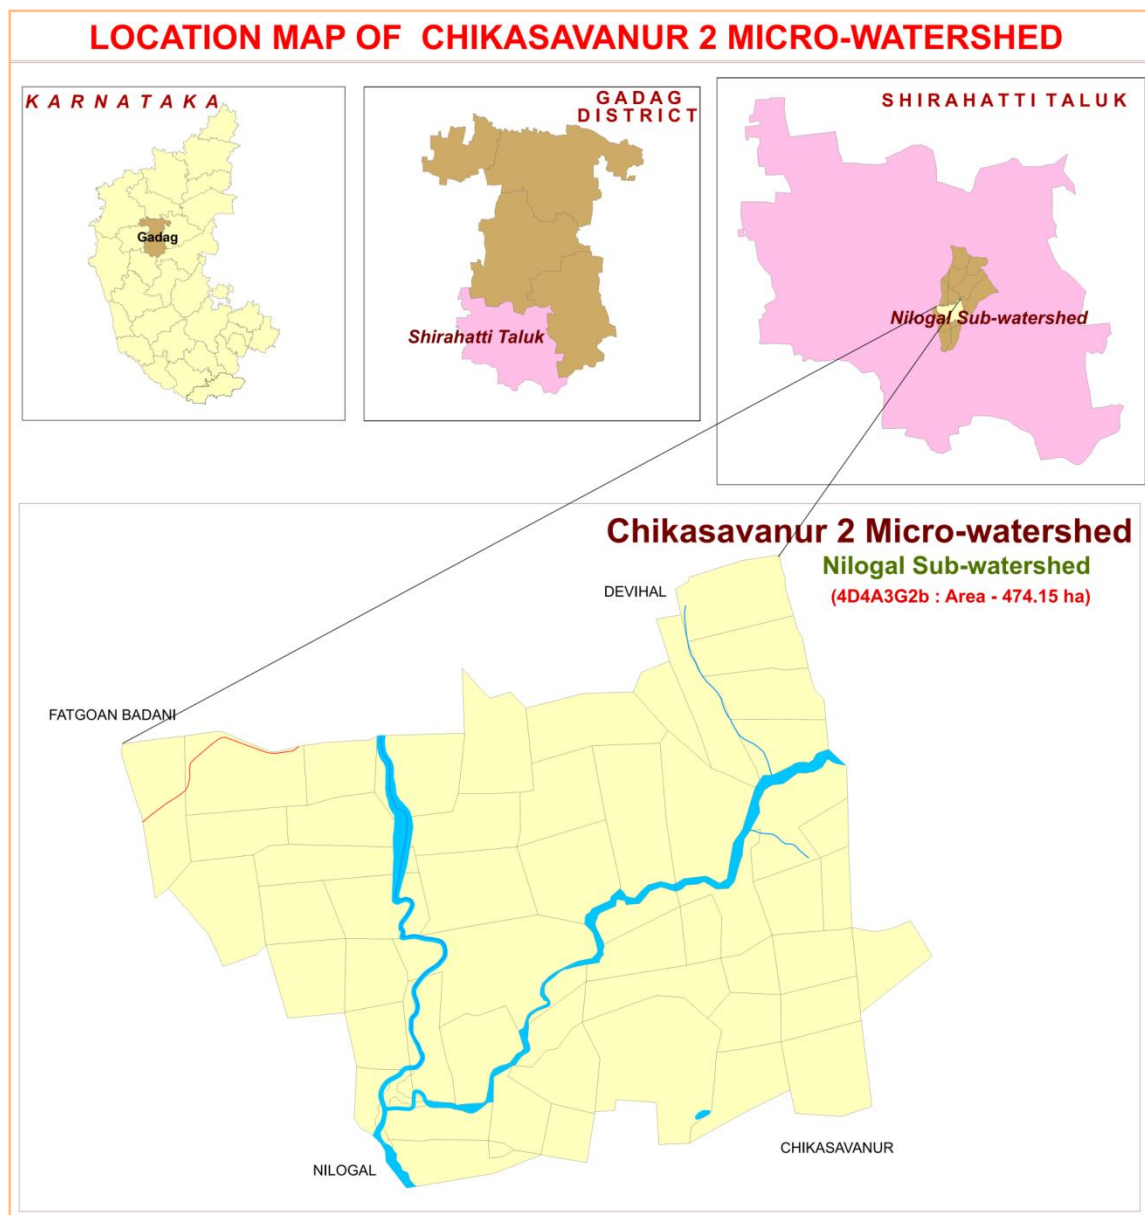 LOCATION MAP OF CHIKASAVANUR 2 MICRO-WATERSHED
KARNATAKA
Gadag
GADAG
DISTRICT
Shirahatti Taluk
SHIRAHATTI TALUK
Nilogal Sub-watershed
Chikasavanur 2 Micro-watershed
Nilogal Sub-watershed
(4D4A3G2b : Area - 474.15 ha)
DEVIHAL
FATGOAN BADANI
CHIKASAVANUR
NILOGAL